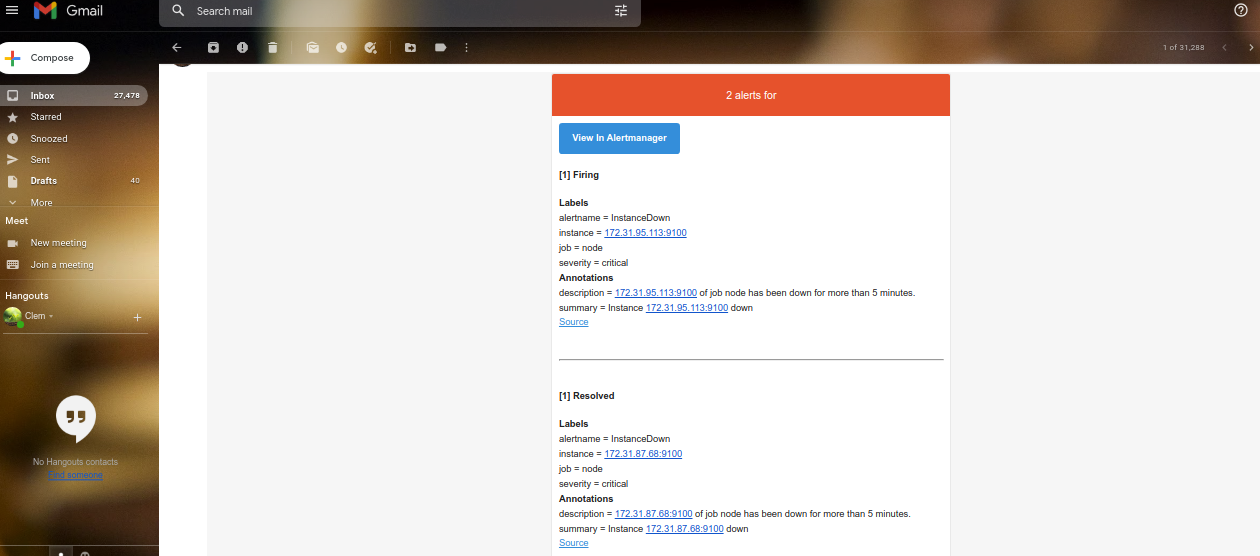 Gmail
Search mail
Compose
1 of 31,288
Inbox 27,478
Starred
Snoozed
Sent
Drafts 40
More
Meet
New meeting
Join a meeting
Hangouts
Clem
No Hangouts contacts
Find someone
2 alerts for
View In Alertmanager
[1] Firing
Labels
alertname = InstanceDown
instance = 172.31.95.113:9100
job = node
severity = critical
Annotations
description = 172.31.95.113:9100 of job node has been down for more than 5 minutes.
summary = Instance 172.31.95.113:9100 down
Source
[1] Resolved
Labels
alertname = InstanceDown
instance = 172.31.87.68:9100
job = node
severity = critical
Annotations
description = 172.31.87.68:9100 of job node has been down for more than 5 minutes.
summary = Instance 172.31.87.68:9100 down
Source